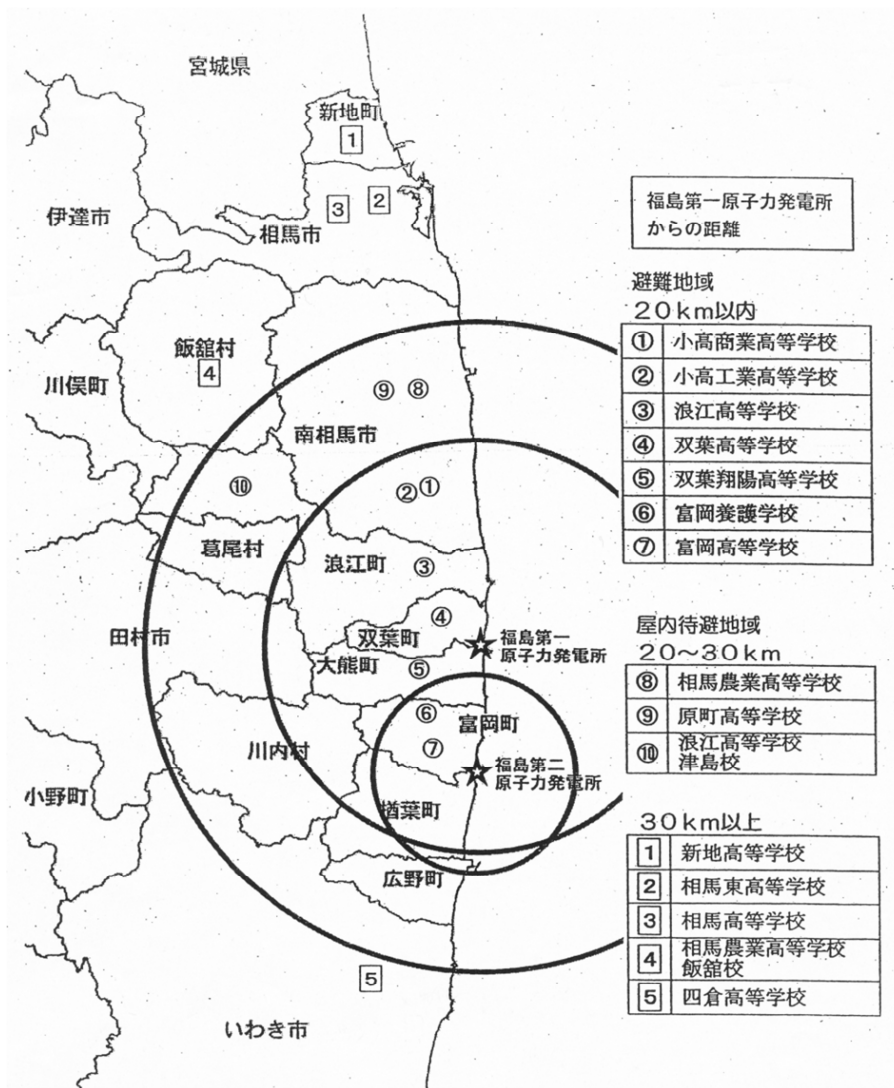 宮城県
新地町
1
2
3
相馬市
伊達市
飯舘村
4
川俣町
⑨ ⑧
南相馬市
② ①
⑩
葛尾村
浪江町
③
④
双葉町
田村市
大熊町
⑤
福島第一
原子力発電所
⑥
富岡町
⑦
川内村
福島第二
原子力発電所
小野町
楢葉町
広野町
5
いわき市
福島第一原子力発電所
からの距離
避難地域
20km以内
① 小高商業高等学校
② 小高工業高等学校
③ 浪江高等学校
④ 双葉高等学校
⑤ 双葉翔陽高等学校
⑥ 富岡養護学校
⑦ 富岡高等学校
屋内待避地域
20~30km
⑧ 相馬農業高等学校
⑨ 原町高等学校
⑩ 浪江高等学校
津島校
30km以上
1 新地高等学校
2 相馬東高等学校
3 相馬高等学校
4 相馬農業高等学校
飯舘校
5 四倉高等学校